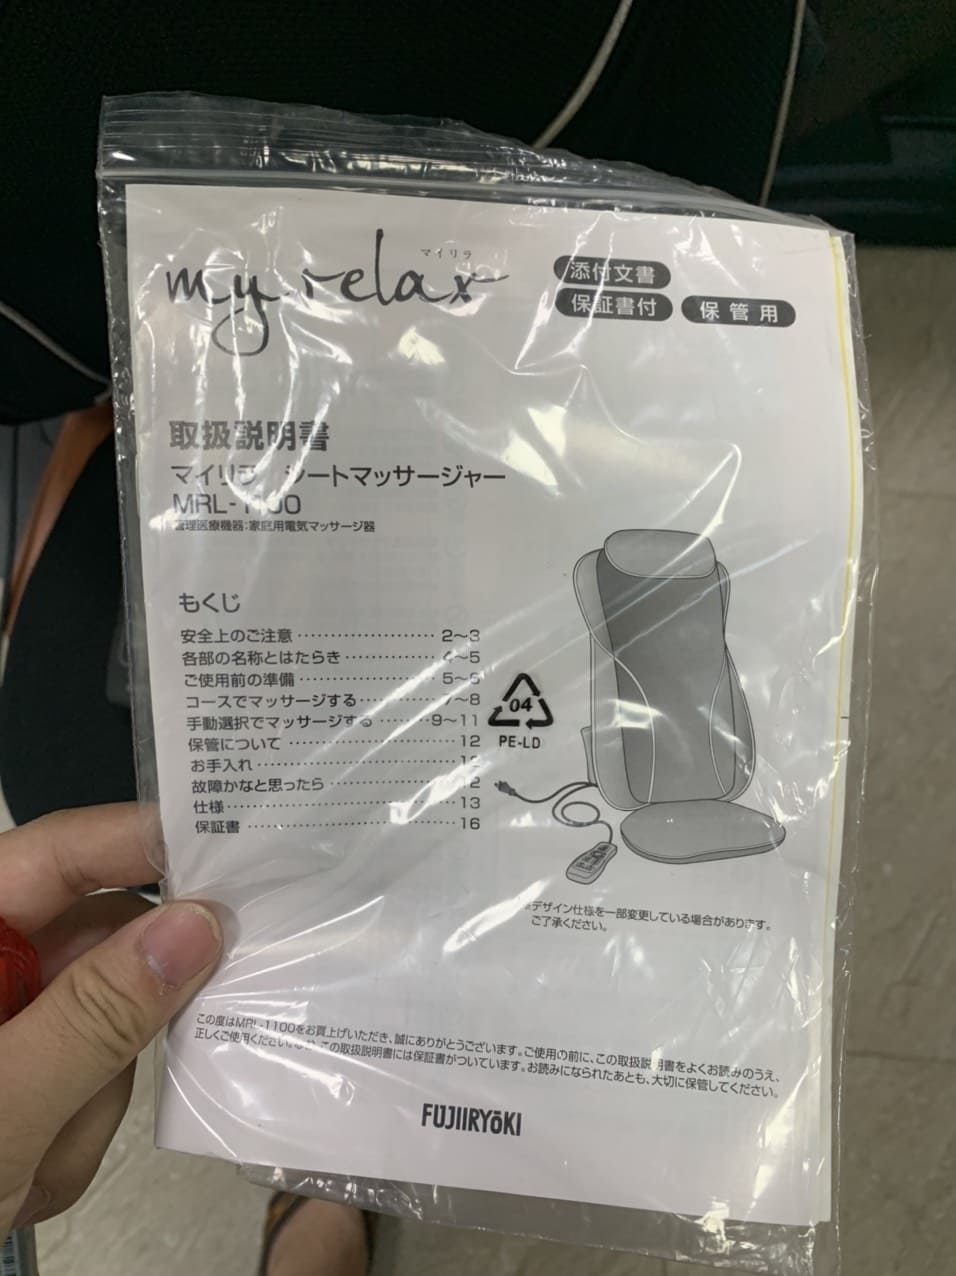 マイリラ
my relax
添付文書
保証書付
保管用
取扱説明書
マイリラ シートマッサージャー
MRL-1100
管理医療機器:家庭用電気マッサージ器
もくじ
安全上のご注意 2〜3
各部の名称とはたらき 4〜5
ご使用前の準備 5〜6
コースでマッサージする 7〜8
手動選択でマッサージする 9〜11
保管について 12
お手入れ 12
故障かなと思ったら 12
仕様 13
保証書 16
04
PE-LD
※デザイン仕様を一部変更している場合があります。
ご了承ください。
この度はMRL-1100をお買上げいただき、誠にありがとうございます。ご使用の前に、この取扱説明書をよくお読みのうえ、
正しくご使用ください。なお、この取扱説明書には保証書がついています。お読みになられたあとも、大切に保管してください。
FUJIIRYOKI